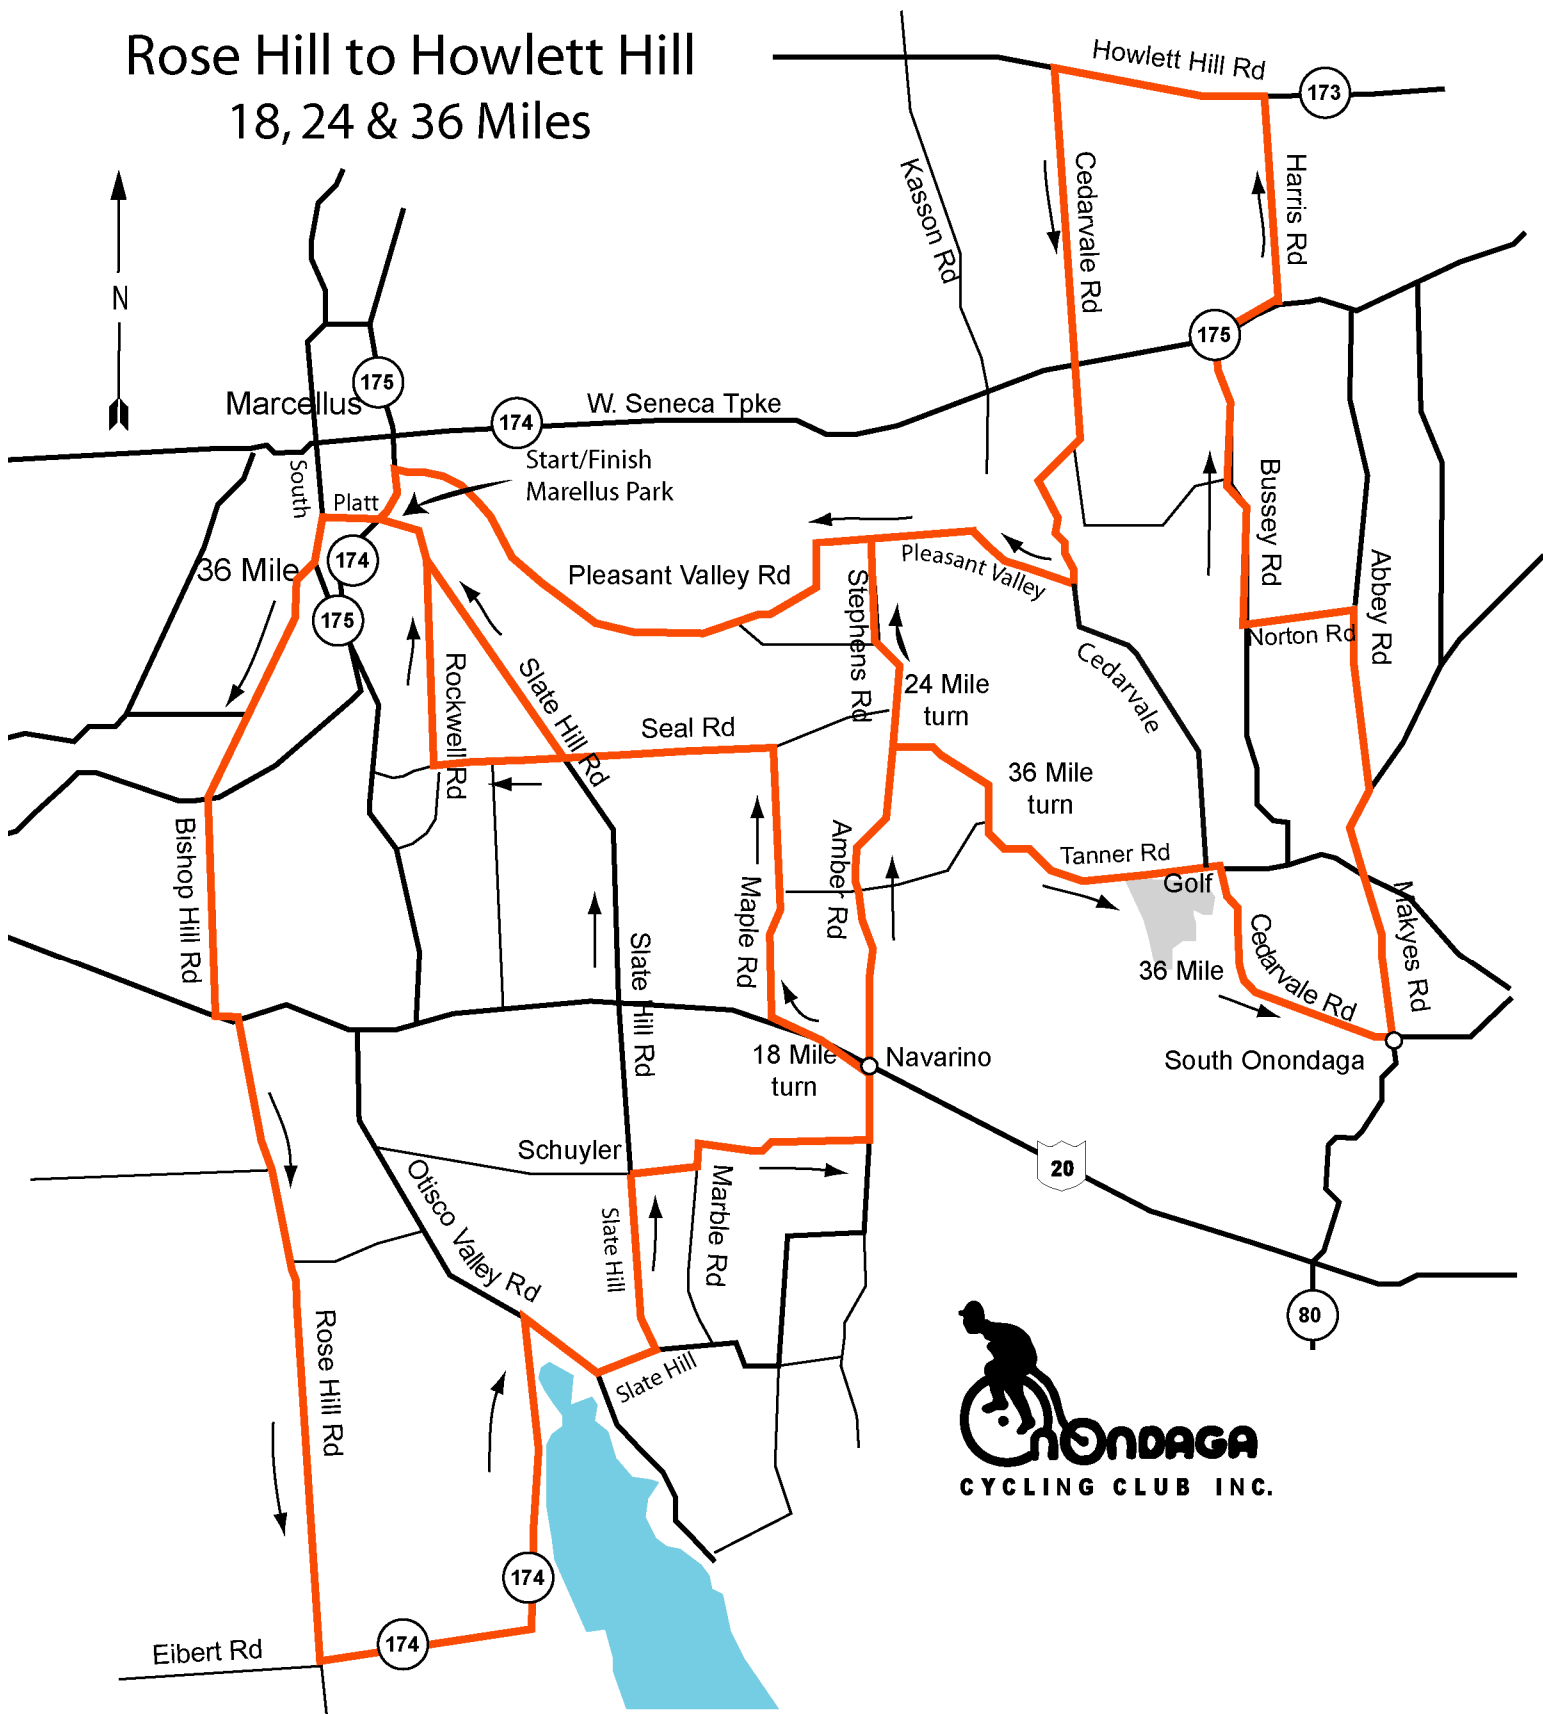 Rose Hill to Howlett Hill
18, 24 & 36 Miles
Howlett Hill Rd
173
Kasson Rd
Cedarvale Rd
Harris Rd
N
175
175
Marcellus
174
W. Seneca Tpke
Start/Finish
Marellus Park
South
Platt
174
36 Mile
175
Pleasant Valley Rd
Pleasant Valley
Stephens Rd
Bussey Rd
Abbey Rd
Norton Rd
Cedarvale
Rockwell Rd
Slate Hill Rd
Seal Rd
24 Mile
turn
36 Mile
turn
Bishop Hill Rd
Maple Rd
Amber Rd
Tanner Rd
Golf
Makyes Rd
Cedarvale Rd
36 Mile
Slate Hill Rd
18 Mile
turn
Navarino
South Onondaga
Schuyler
20
Otisco Valley Rd
Slate Hill
Marble Rd
80
Rose Hill Rd
Slate Hill
ONONDAGA
CYCLING CLUB INC.
174
174
Eibert Rd